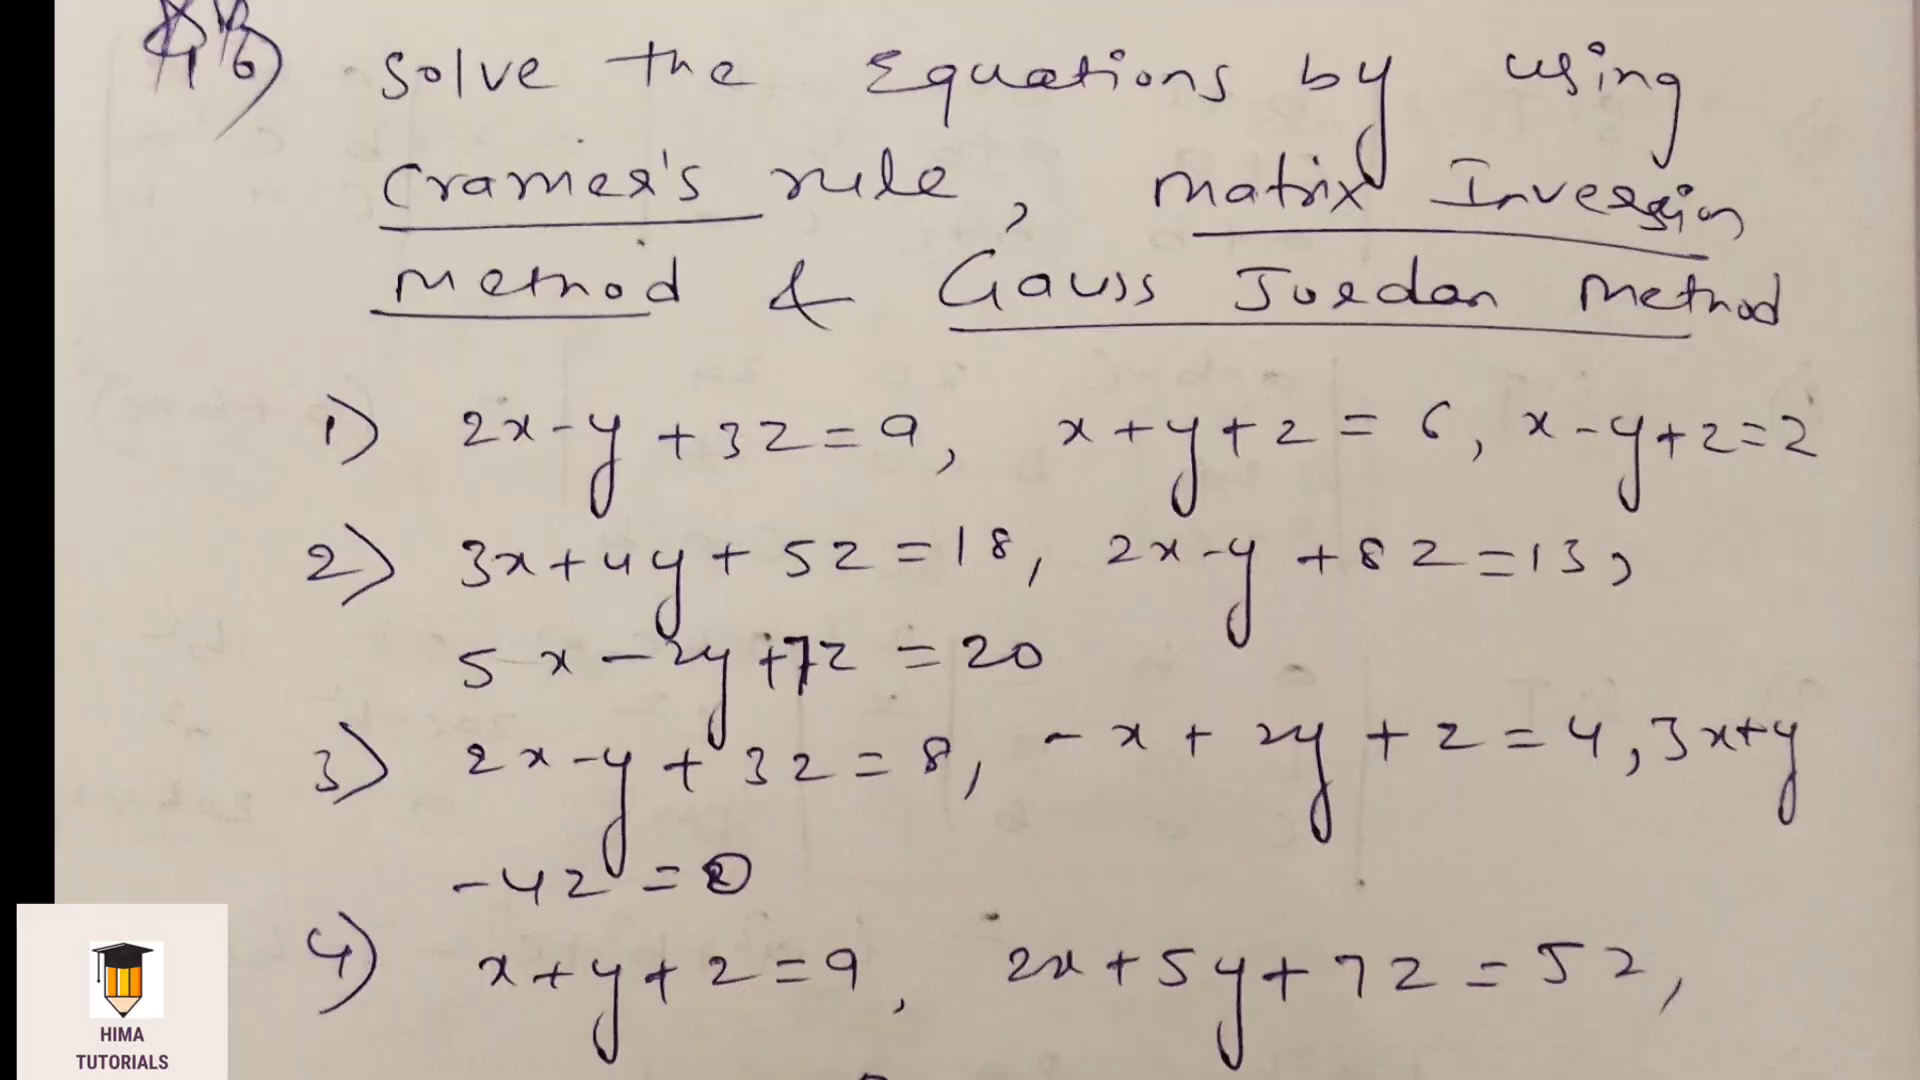 16)
Solve the Equations by using
Cramer's rule, Matrix Inversion
Method & Gauss Jordan Method
1) 2x-y+3z=9, x+y+z=6, x-y+z=2
2) 3x+4y+5z=18, 2x-y+8z=13,
5x-2y+7z=20
3) 2x-y+3z=8, -x+2y+z=4, 3x+y
-4z=0
4) x+y+z=9, 2x+5y+7z=52,
HIMA
TUTORIALS